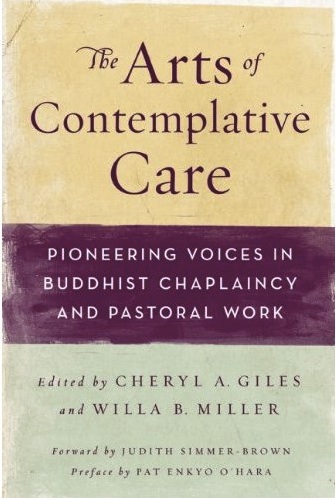 The Arts of
Contemplative
Care
PIONEERING VOICES IN
BUDDHIST CHAPLAINCY
AND PASTORAL WORK
Edited by CHERYL A. GILES
and WILLA B. MILLER
Forword by JUDITH SIMMER-BROWN
Preface by PAT ENKYO O'HARA